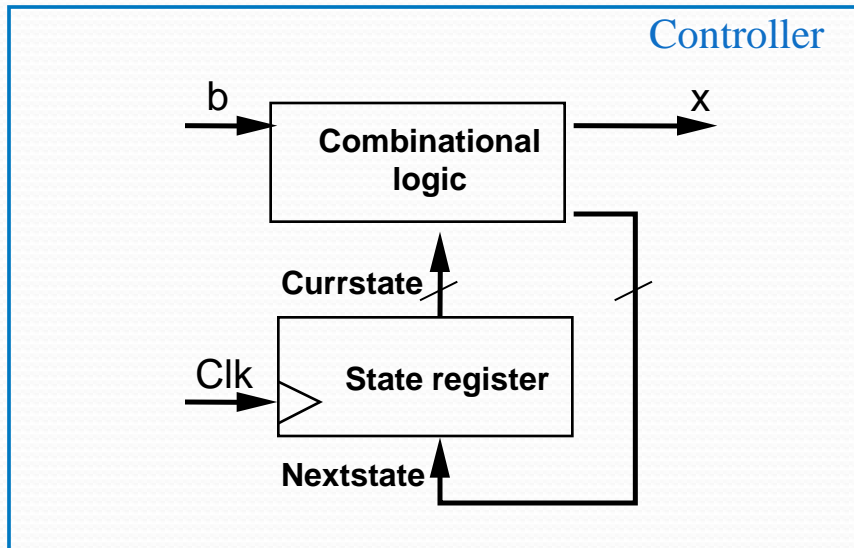 Controller
b
x
Combinational
logic
Currstate
Clk
State register
Nextstate